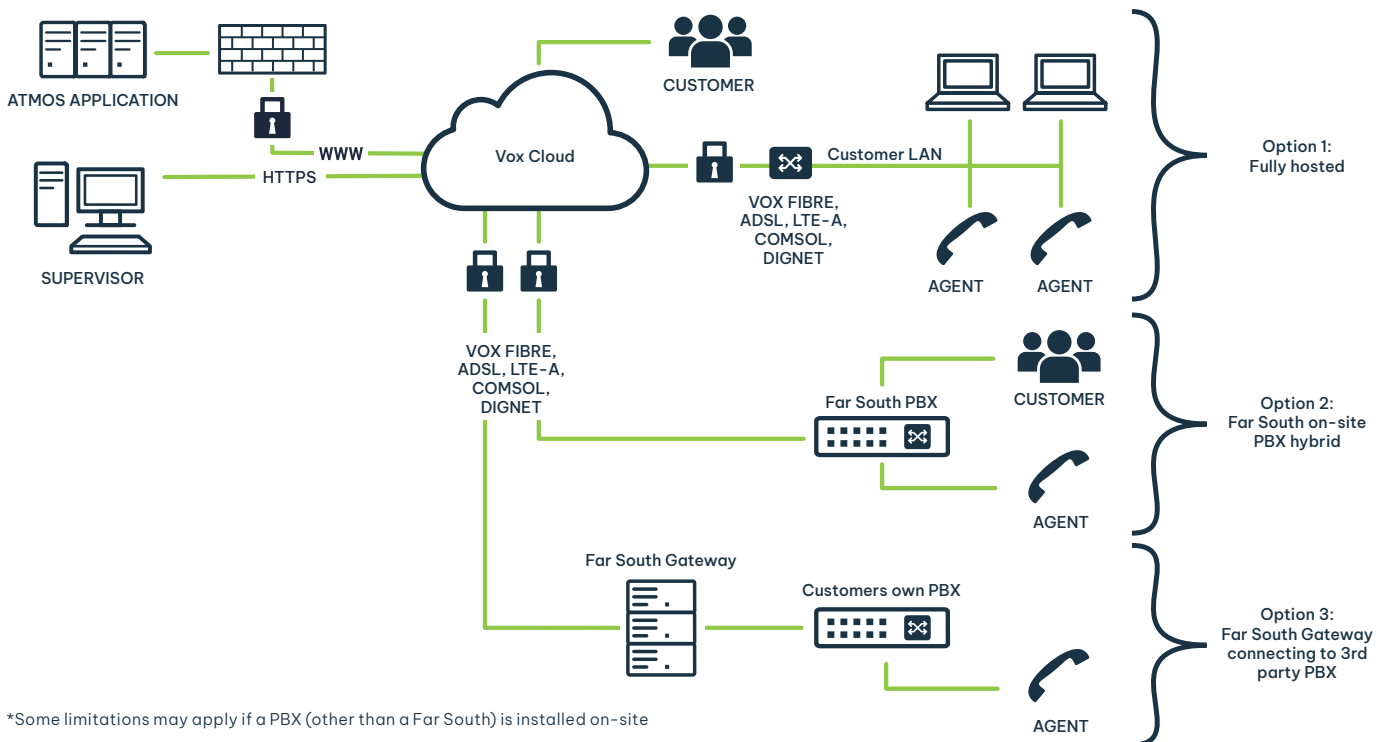 ATMOS APPLICATION
CUSTOMER
WWW
HTTPS
Vox Cloud
Customer LAN
VOX FIBRE,
ADSL, LTE-A,
COMSOL,
DIGNET
SUPERVISOR
AGENT
AGENT
Option 1:
Fully hosted
VOX FIBRE,
ADSL, LTE-A,
COMSOL,
DIGNET
Far South PBX
CUSTOMER
AGENT
Option 2:
Far South on-site
PBX hybrid
Far South Gateway
Customers own PBX
AGENT
Option 3:
Far South Gateway
connecting to 3rd
party PBX
*Some limitations may apply if a PBX (other than a Far South) is installed on-site